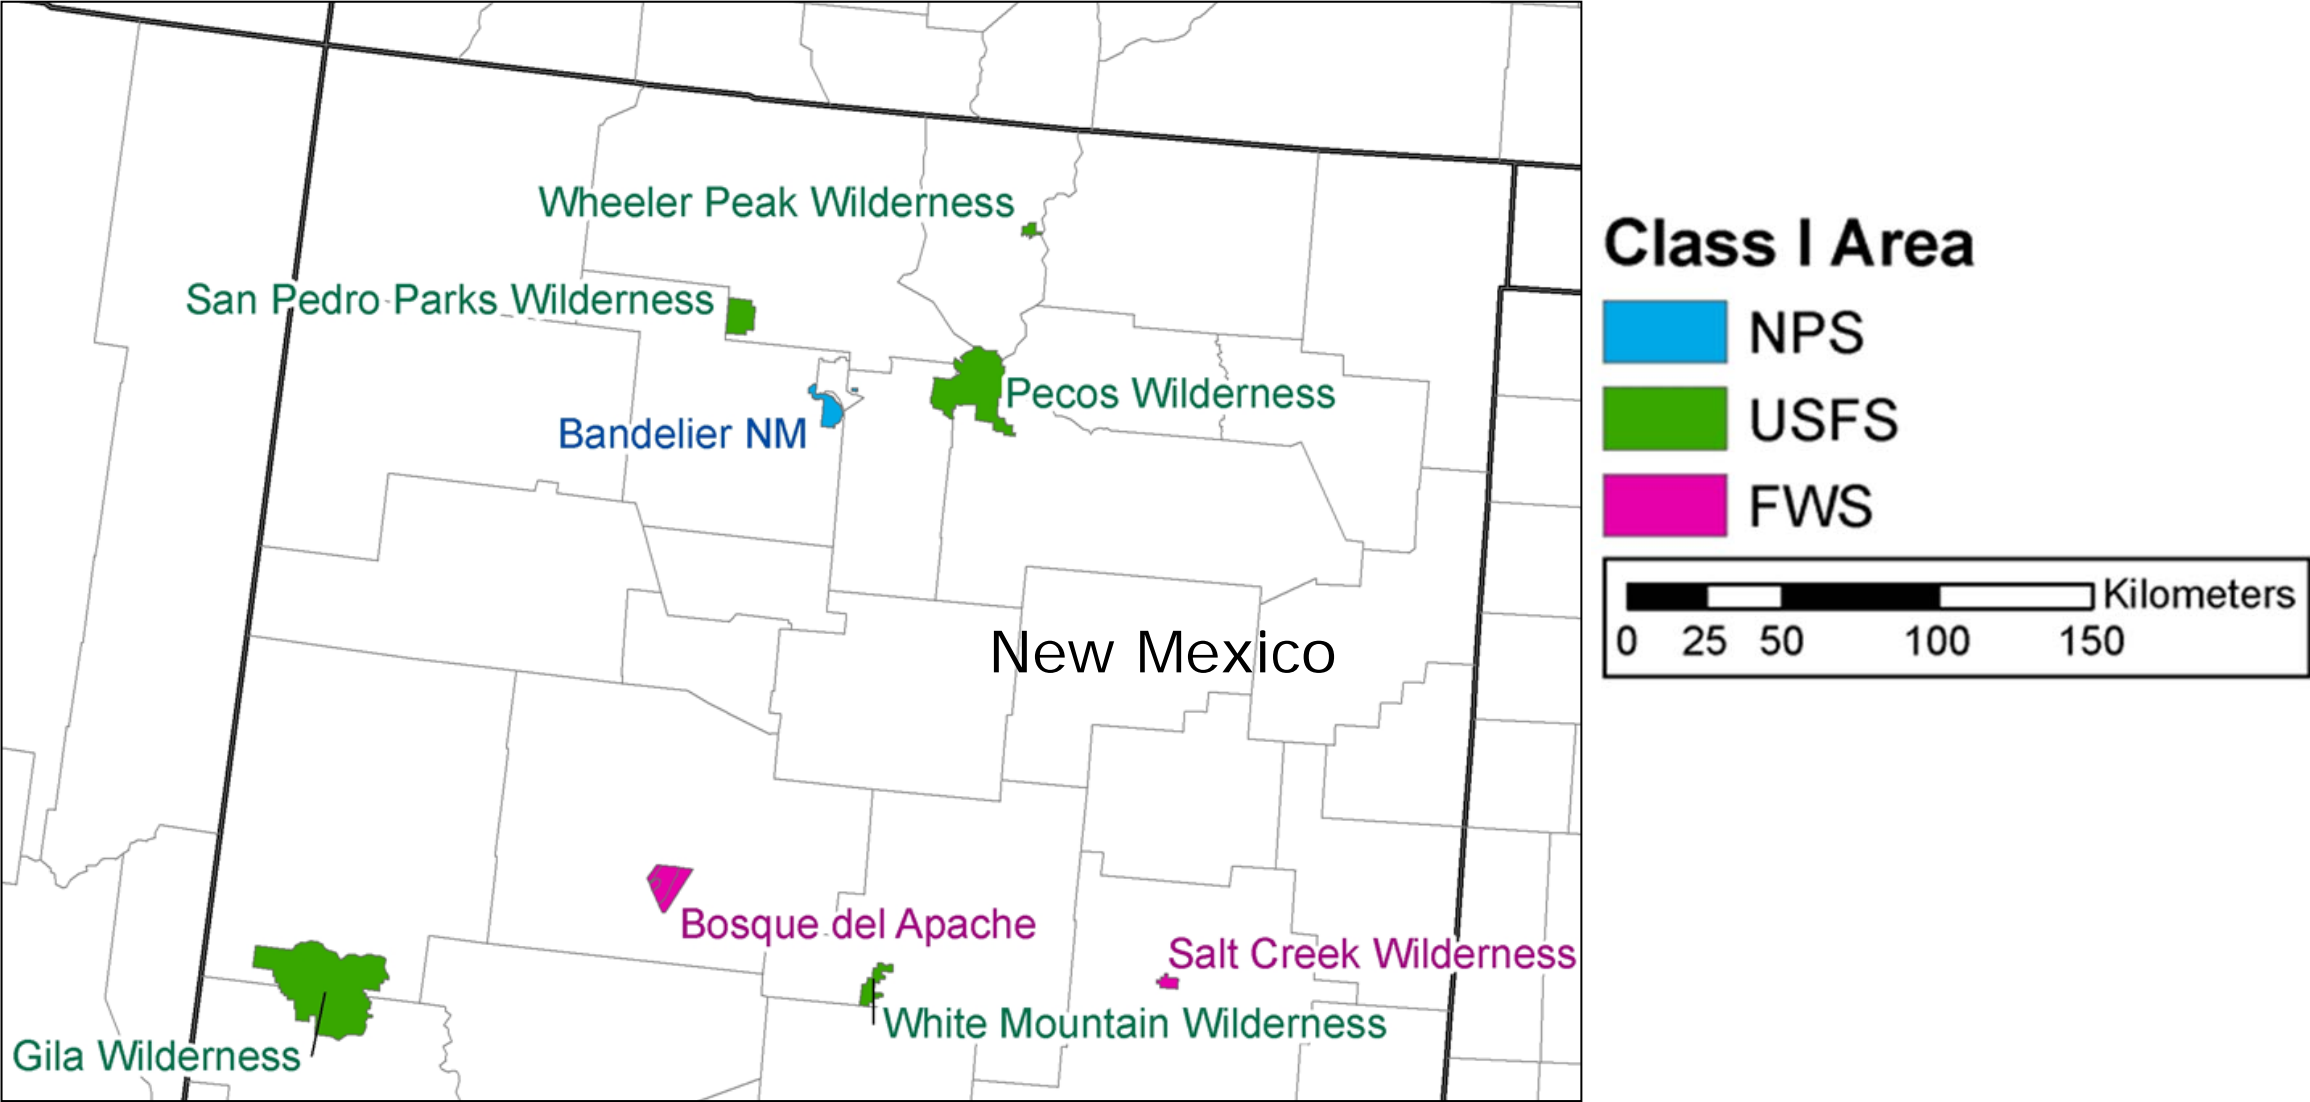 Wheeler Peak Wilderness
San Pedro Parks Wilderness
Pecos Wilderness
Bandelier NM
New Mexico
Bosque del Apache
Salt Creek Wilderness
White Mountain Wilderness
Gila Wilderness
Class I Area
NPS
USFS
FWS
Kilometers
0 25 50 100 150